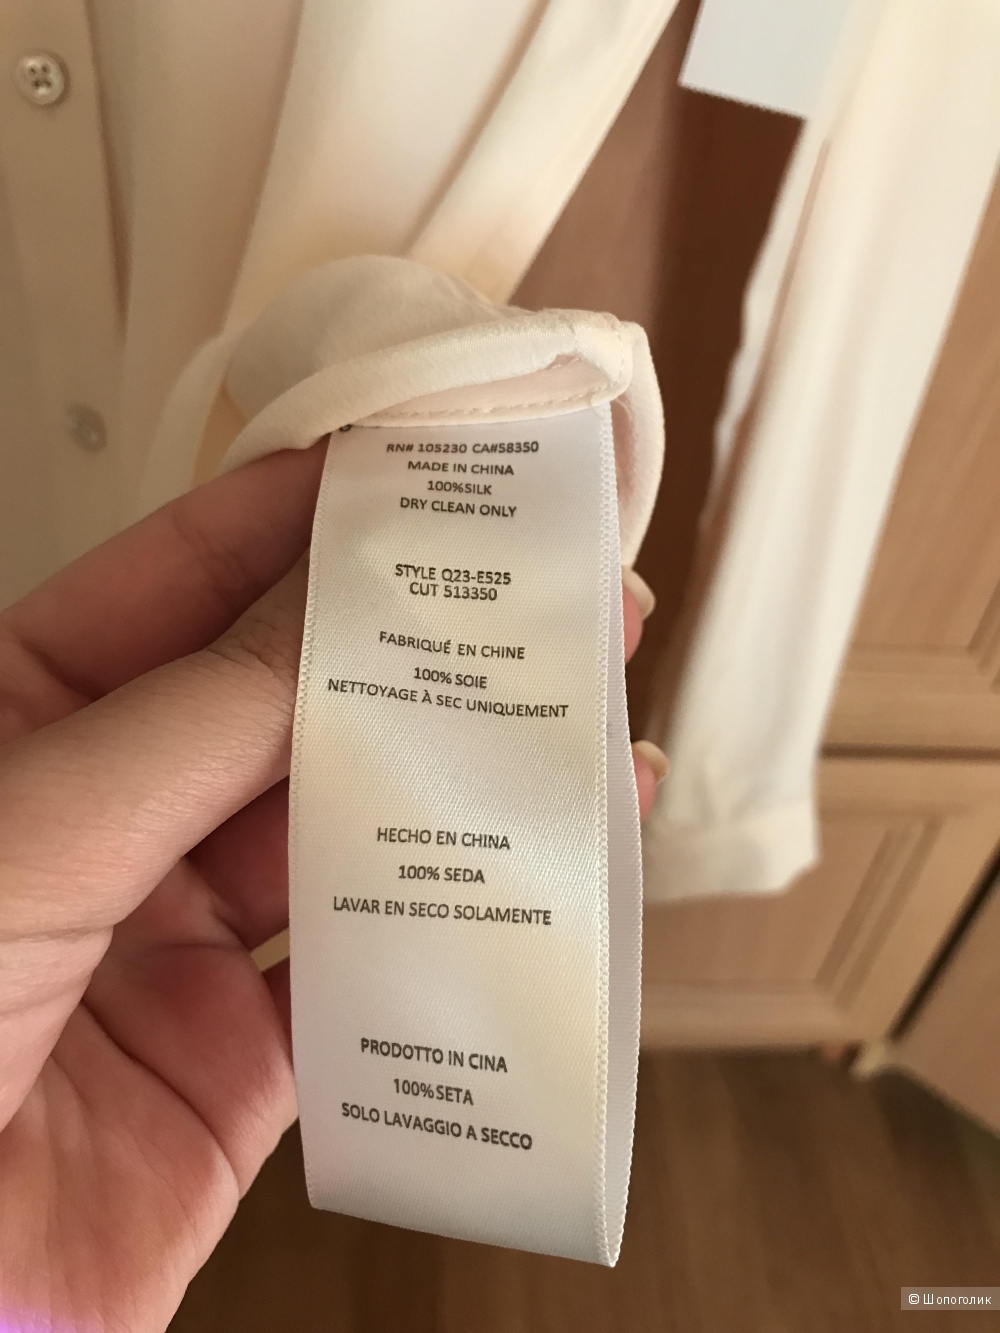 RN# 105230 CA#58350
MADE IN CHINA
100%SILK
DRY CLEAN ONLY
STYLE Q23-E525
CUT 513350
FABRIQUÉ EN CHINE
100% SOIE
NETTOYAGE À SEC UNIQUEMENT
HECHO EN CHINA
100% SEDA
LAVAR EN SECO SOLAMENTE
PRODOTTO IN CINA
100%SETA
SOLO LAVAGGIO A SECCO
© Шопоголик